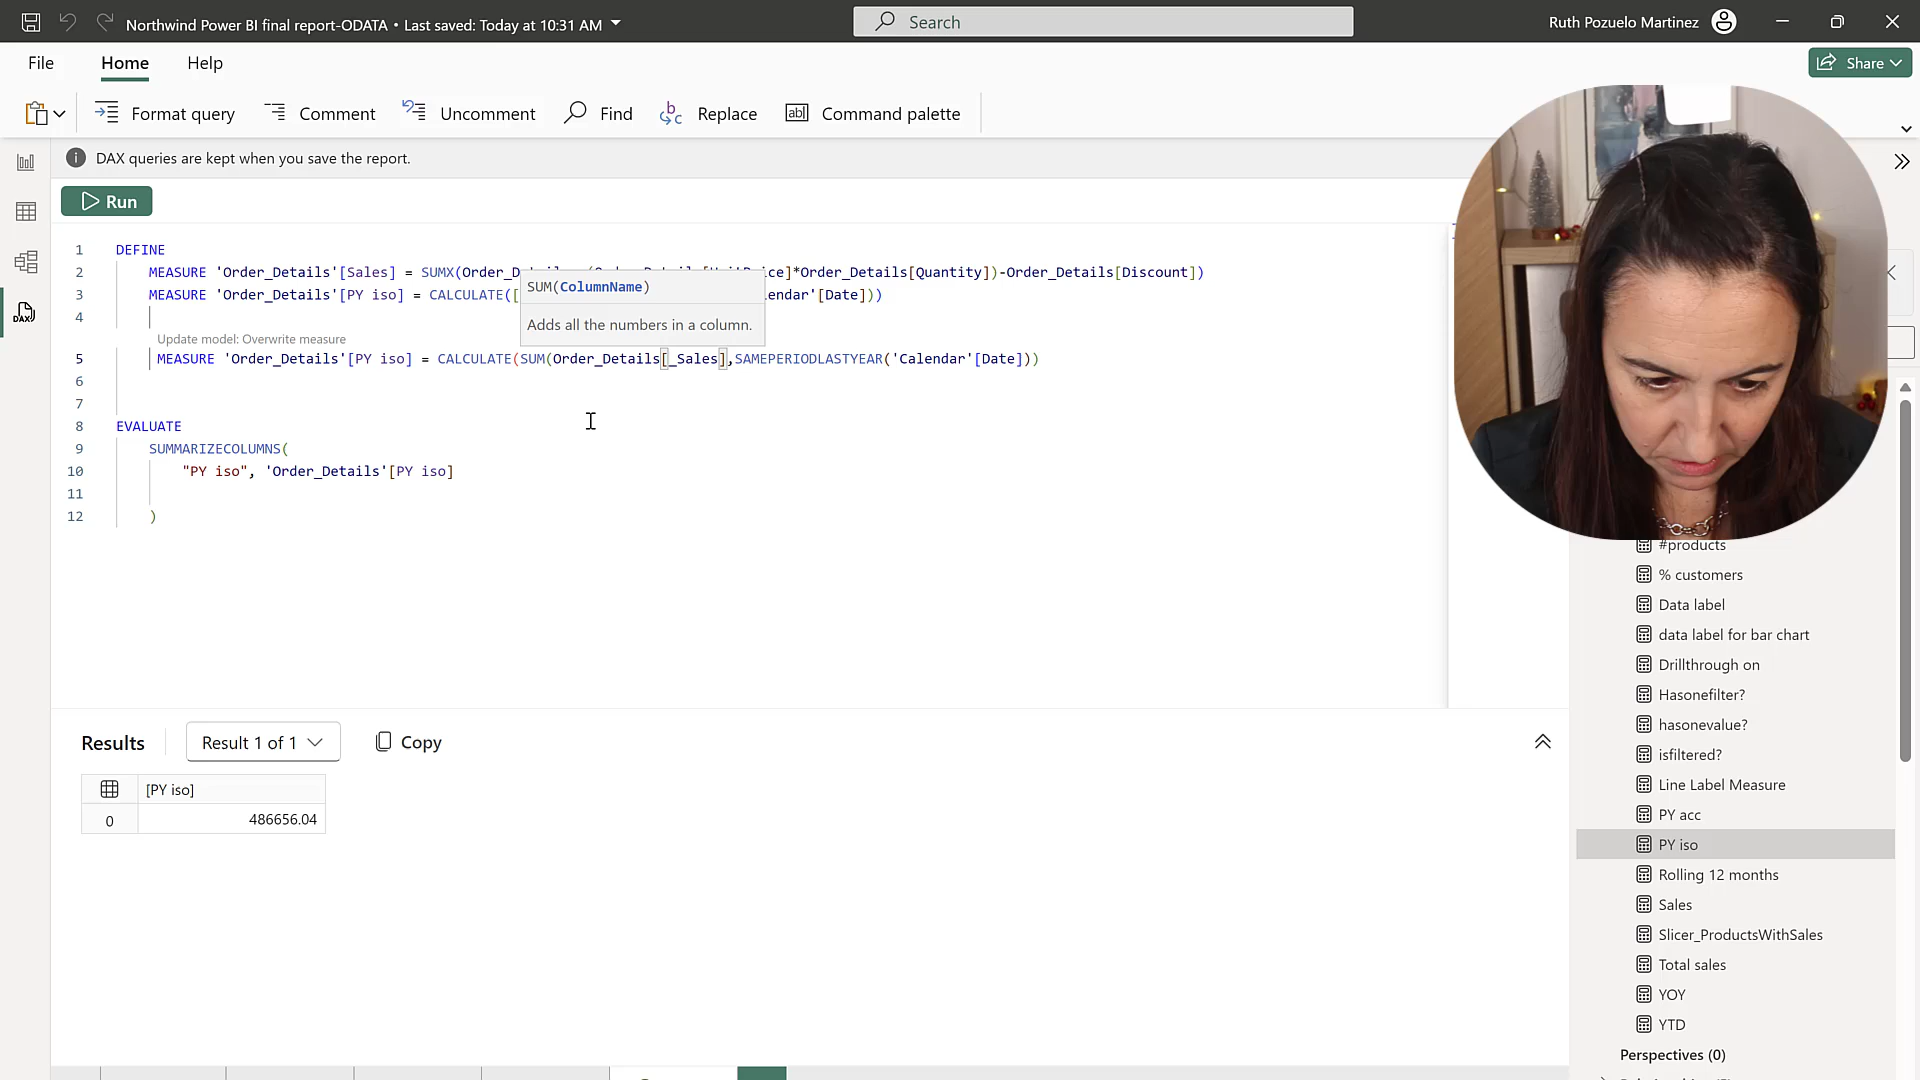 Northwind Power BI final report-ODATA • Last saved: Today at 10:31 AM
Search
Ruth Pozuelo Martinez
File
Home
Help
Share
Format query
Comment
Uncomment
Find
Replace
Command palette
DAX queries are kept when you save the report.
Run
1 DEFINE
2 MEASURE 'Order_Details'[Sales] = SUMX(Order_D *Order_Details[Quantity])-Order_Details[Discount])
3 MEASURE 'Order_Details'[PY iso] = CALCULATE([ endar'[Date]))
SUM(ColumnName)
Adds all the numbers in a column.
4
Update model: Overwrite measure
5 MEASURE 'Order_Details'[PY iso] = CALCULATE(SUM(Order_Details[_Sales],SAMEPERIODLASTYEAR('Calendar'[Date]))
6
7
8 EVALUATE
9 SUMMARIZECOLUMNS(
10 "PY iso", 'Order_Details'[PY iso]
11
12 )
DAX
Results
Result 1 of 1
Copy
[PY iso]
0 486656.04
#products
% customers
Data label
data label for bar chart
Drillthrough on
Hasonefilter?
hasonevalue?
isfiltered?
Line Label Measure
PY acc
PY iso
Rolling 12 months
Sales
Slicer_ProductsWithSales
Total sales
YOY
YTD
Perspectives (0)